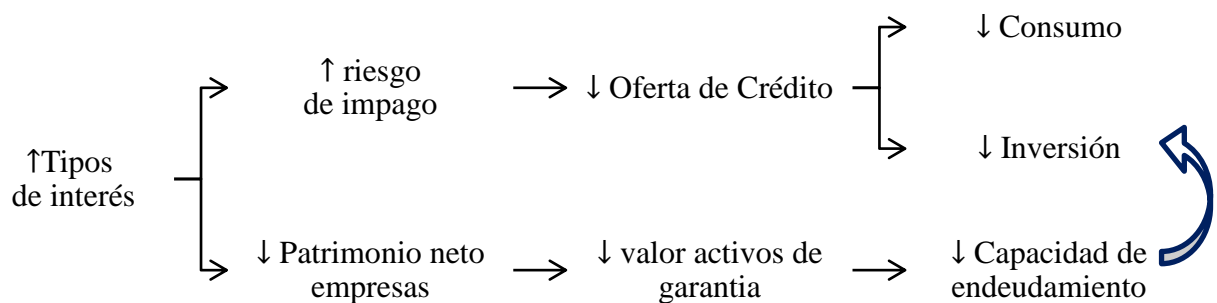 ↓ Consumo
↑ riesgo
de impago
↓ Oferta de Crédito
↓ Inversión
↑Tipos
de interés
↓ Patrimonio neto
empresas
↓ valor activos de
garantia
↓ Capacidad de
endeudamiento